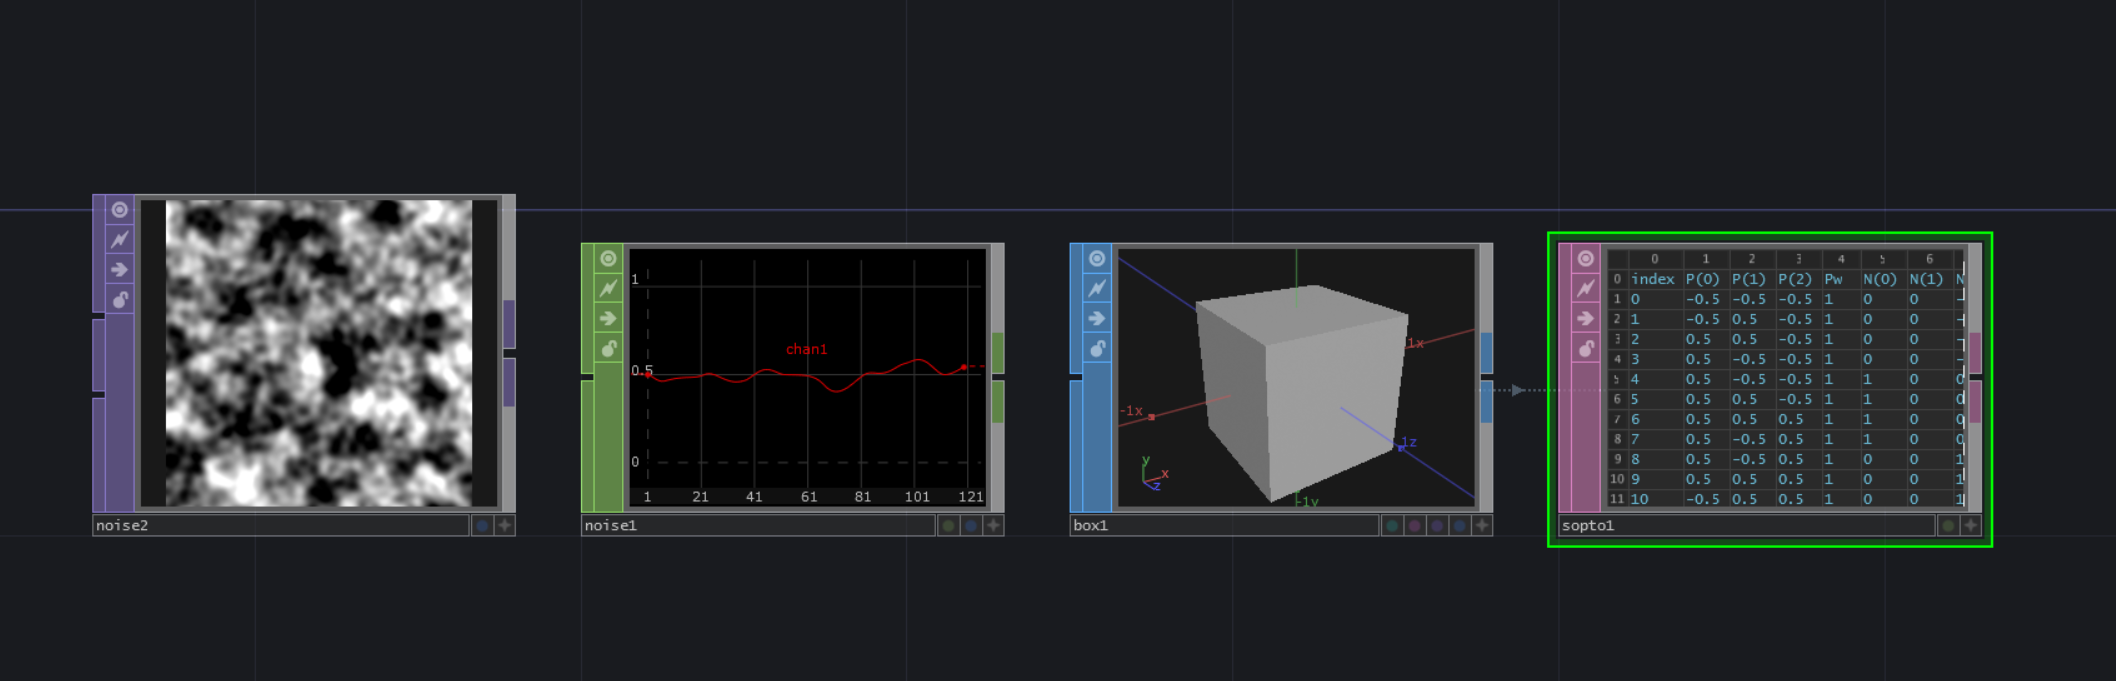 1
chan1
0.5
0
1 21 41 61 81 101 121
1x
-1x
1z
-1y
y
x
z
0 1 2 3 4 5 6
0 index P(0) P(1) P(2) Pw N(0) N(1) N
1 0 -0.5 -0.5 -0.5 1 0 0 -
2 1 -0.5 0.5 -0.5 1 0 0 -
3 2 0.5 0.5 -0.5 1 0 0 -
4 3 0.5 -0.5 -0.5 1 0 0 -
5 4 0.5 -0.5 -0.5 1 1 0 0
6 5 0.5 0.5 -0.5 1 1 0 0
7 6 0.5 0.5 0.5 1 1 0 0
8 7 0.5 -0.5 0.5 1 1 0 0
9 8 0.5 -0.5 0.5 1 0 0 1
10 9 0.5 0.5 0.5 1 0 0 1
11 10 -0.5 0.5 0.5 1 0 0 1
noise2
noise1
box1
sopto1